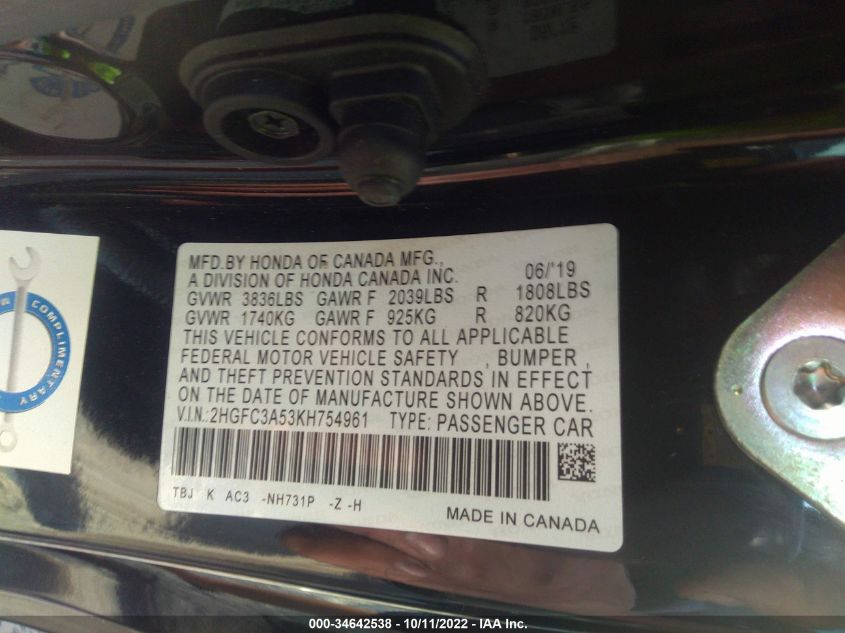 MFD.BY HONDA OF CANADA MFG.,
A DIVISION OF HONDA CANADA INC. 06/'19
GVWR 3836LBS GAWR F 2039LBS R 1808LBS
GVWR 1740KG GAWR F 925KG R 820KG
THIS VEHICLE CONFORMS TO ALL APPLICABLE
FEDERAL MOTOR VEHICLE SAFETY , BUMPER ,
AND THEFT PREVENTION STANDARDS IN EFFECT
ON THE DATE OF MANUFACTURE SHOWN ABOVE.
V.I.N.:2HGFC3A53KH754961 TYPE: PASSENGER CAR
TBJ K AC3 -NH731P -Z -H
MADE IN CANADA
COMPLIMENTARY
000-34642538 - 10/11/2022 - IAA Inc.